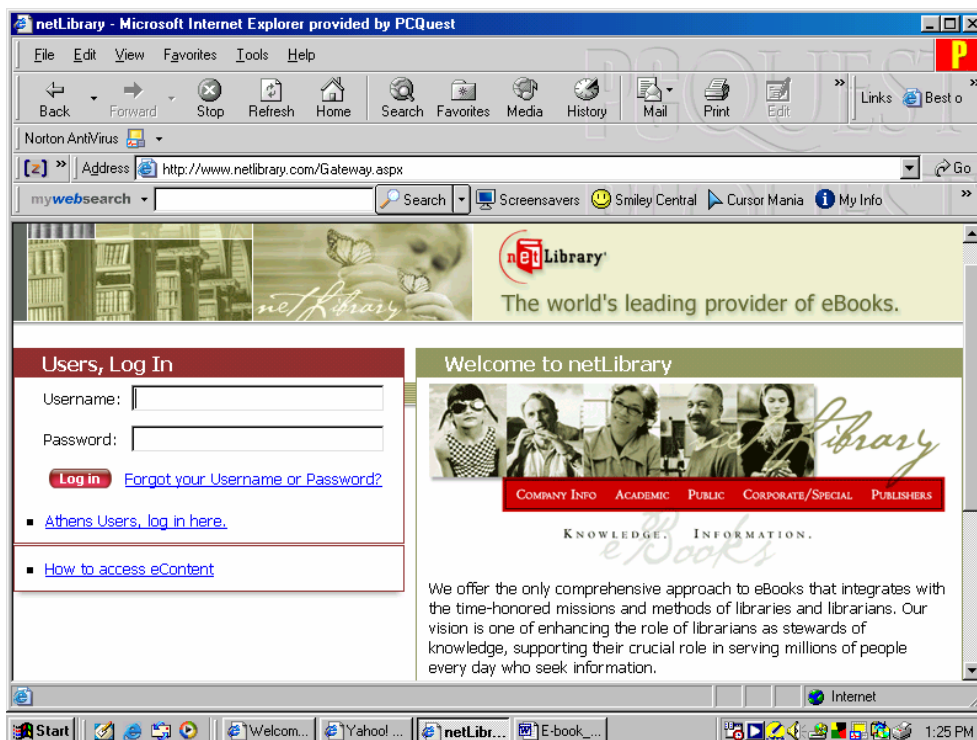 netLibrary - Microsoft Internet Explorer provided by PCQuest
File Edit View Favorites Tools Help
PCQUEST
P
Back Forward Stop Refresh Home Search Favorites Media History Mail Print Edit » Links Best o »
Norton AntiVirus
[z] » Address http://www.netlibrary.com/Gateway.aspx Go
mywebsearch Search Screensavers Smiley Central Cursor Mania My Info »
netLibrary
netLibrary
The world's leading provider of eBooks.
Users, Log In
Username:
Password:
Log in Forgot your Username or Password?
Athens Users, log in here.
How to access eContent
Welcome to netLibrary
netLibrary
COMPANY INFO ACADEMIC PUBLIC CORPORATE/SPECIAL PUBLISHERS
KNOWLEDGE. INFORMATION.
eBooks
We offer the only comprehensive approach to eBooks that integrates with
the time-honored missions and methods of libraries and librarians. Our
vision is one of enhancing the role of librarians as stewards of
knowledge, supporting their crucial role in serving millions of people
every day who seek information.
Internet
Start Welcom... Yahoo! ... netLibr... E-book_... 1:25 PM